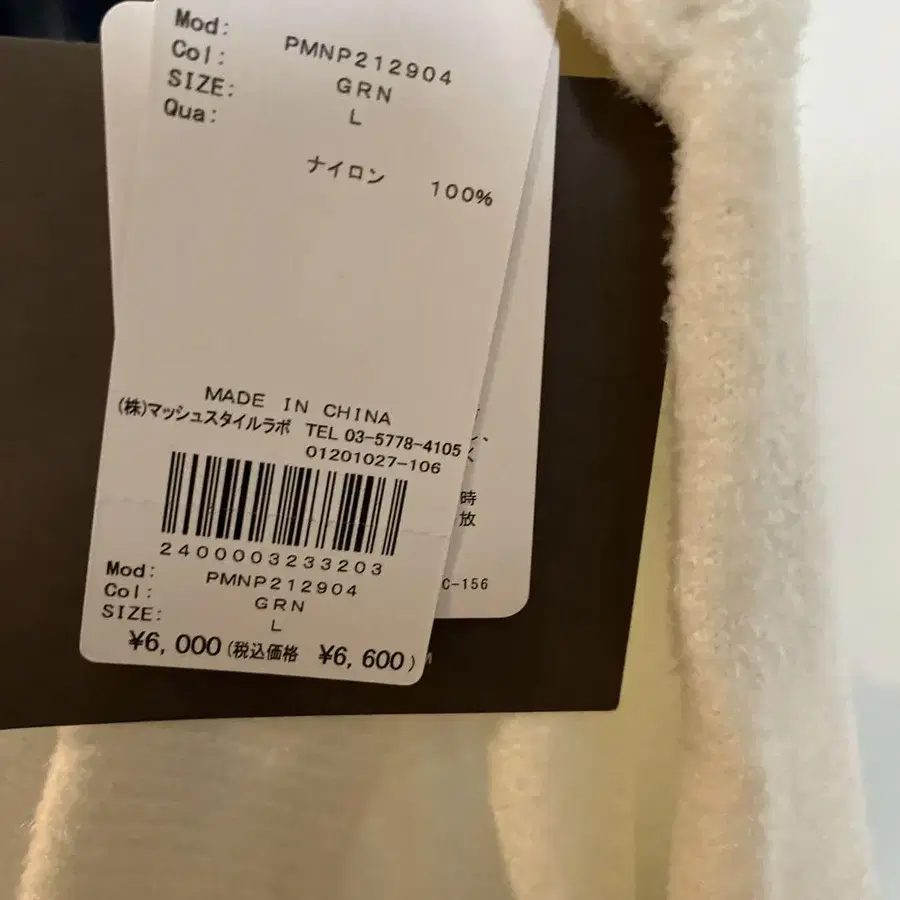 Mod: PMNP212904
Col: GRN
SIZE: L
Qua:
ナイロン 100%
MADE IN CHINA
(株)マッシュスタイルラボ TEL 03-5778-4105
01201027-106
2400003233203
Mod: PMNP212904
Col: GRN
SIZE: L
¥6,000(税込価格 ¥6,600)
く
時
放
C-156
M